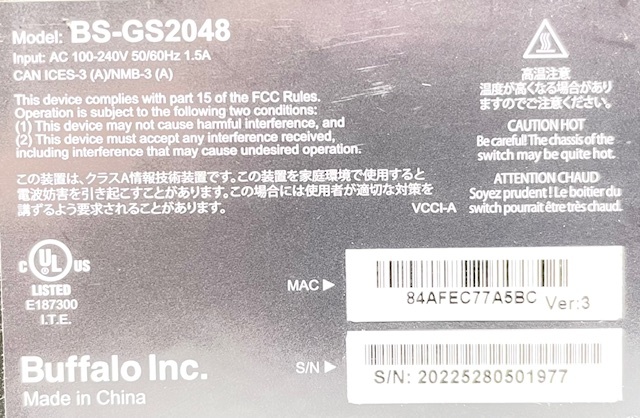 Model: BS-GS2048
Input: AC 100-240V 50/60Hz 1.5A
CAN ICES-3 (A)/NMB-3 (A)
This device complies with part 15 of the FCC Rules.
Operation is subject to the following two conditions:
(1) This device may not cause harmful interference, and
(2) This device must accept any interference received,
including interference that may cause undesired operation.
この装置は、クラスA情報技術装置です。この装置を家庭環境で使用すると
電波妨害を引き起こすことがあります。この場合には使用者が適切な対策を
講ずるよう要求されることがあります。
VCCI-A
高温注意
温度が高くなる場合があり
ますのでご注意ください
CAUTION HOT
Be careful! The chassis of the
switch may be quite hot.
ATTENTION CHAUD
Soyez prudent ! Le boitier du
switch pourrait être très chaud.
C UL US
LISTED
E187300
I.T.E.
MAC ▶
84AFEC77A5BC Ver:3
Buffalo Inc.
Made in China
S/N ▶
S/N: 20225280501977